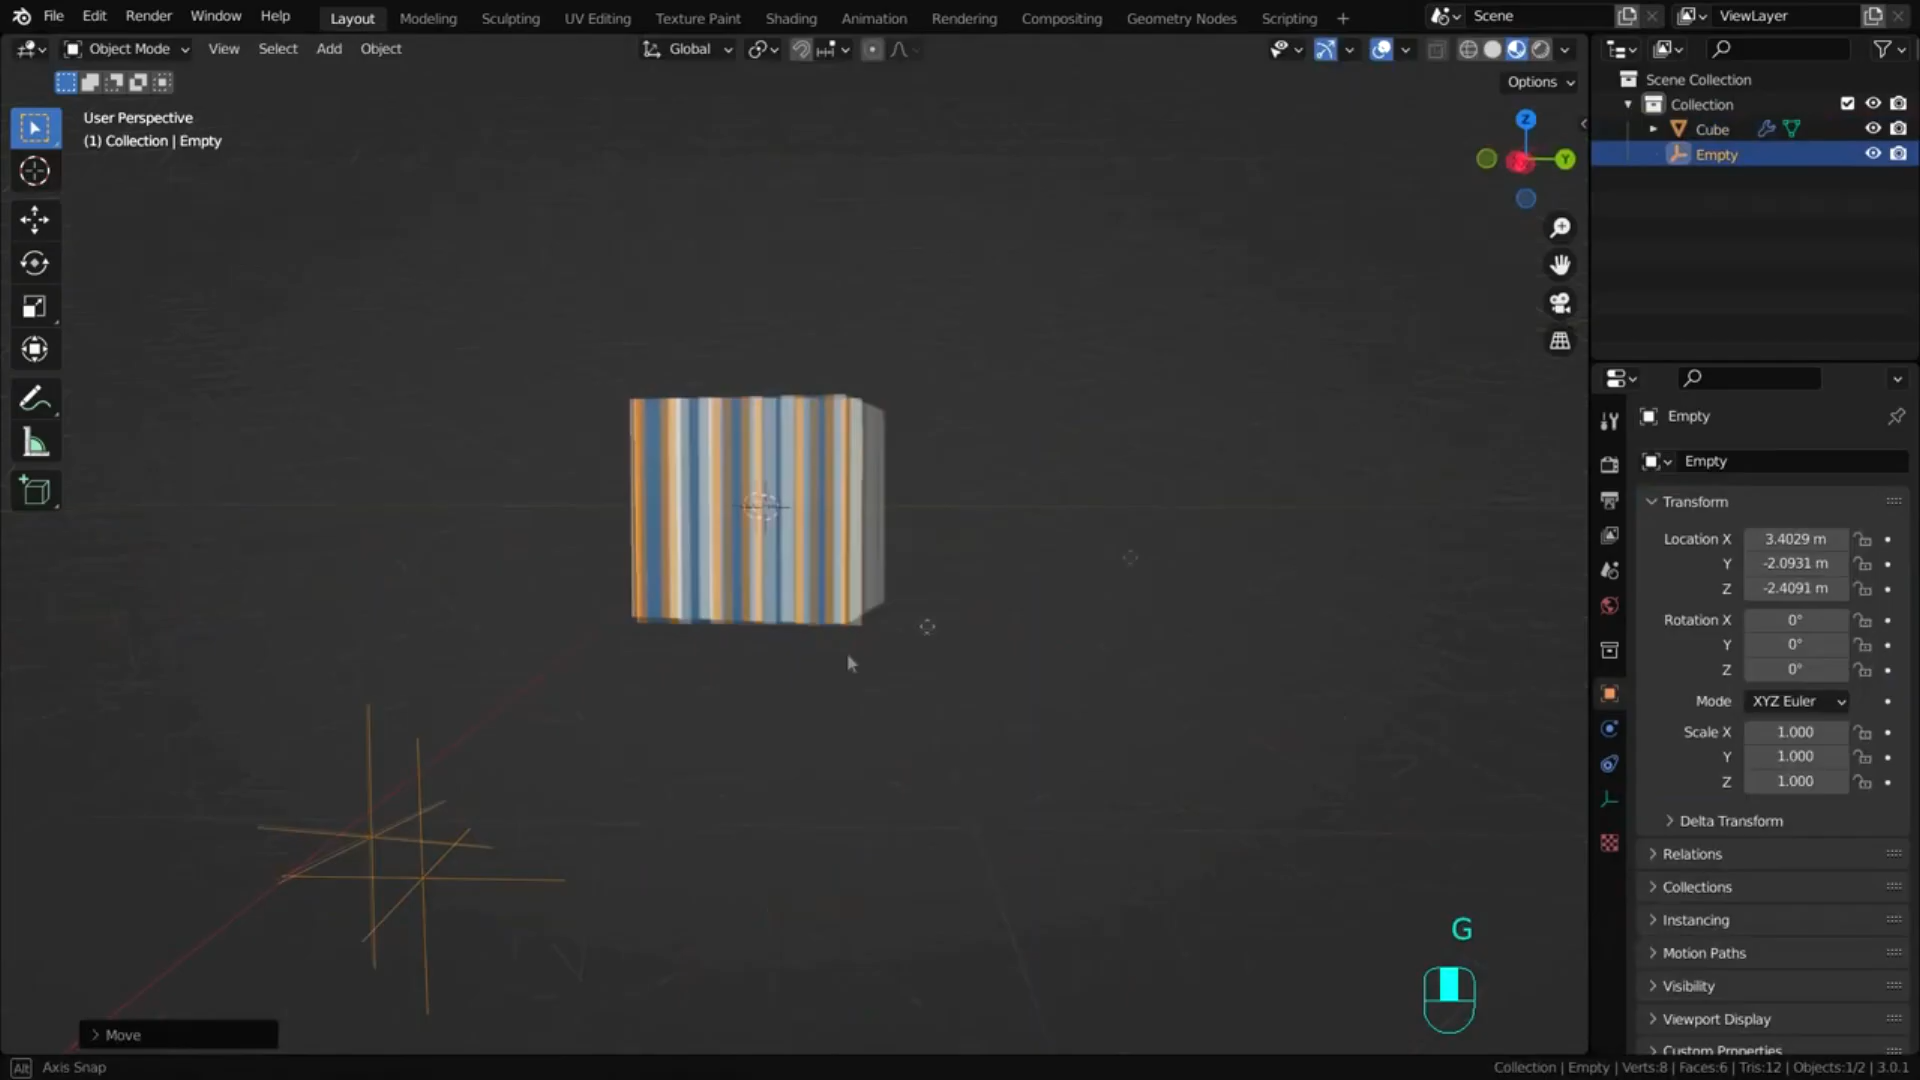 File Edit Render Window Help Layout Modeling Sculpting UV Editing Texture Paint Shading Animation Rendering Compositing Geometry Nodes Scripting + Scene ViewLayer
Object Mode View Select Add Object Global
Options
User Perspective
(1) Collection | Empty
Z
Y
Scene Collection
Collection
Cube
Empty
Empty
Empty
Transform
Location X 3.4029 m
Y -2.0931 m
Z -2.4091 m
Rotation X 0°
Y 0°
Z 0°
Mode XYZ Euler
Scale X 1.000
Y 1.000
Z 1.000
Delta Transform
Relations
Collections
Instancing
Motion Paths
Visibility
Viewport Display
Custom Properties
G
Move
Alt Axis Snap
Collection | Empty | Verts:8 | Faces:6 | Tris:12 | Objects:1/2 | 3.0.1